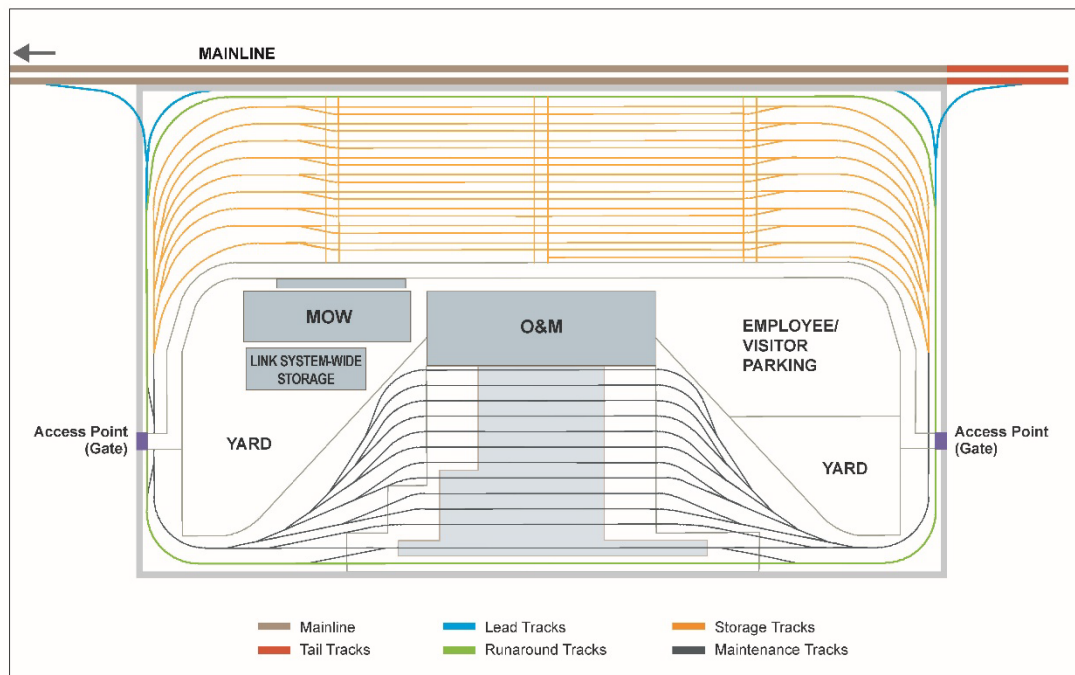 MAINLINE
MOW
O&M
EMPLOYEE/
VISITOR
PARKING
LINK SYSTEM-WIDE
STORAGE
Access Point
(Gate)
YARD
YARD
Access Point
(Gate)
Mainline
Lead Tracks
Storage Tracks
Tail Tracks
Runaround Tracks
Maintenance Tracks